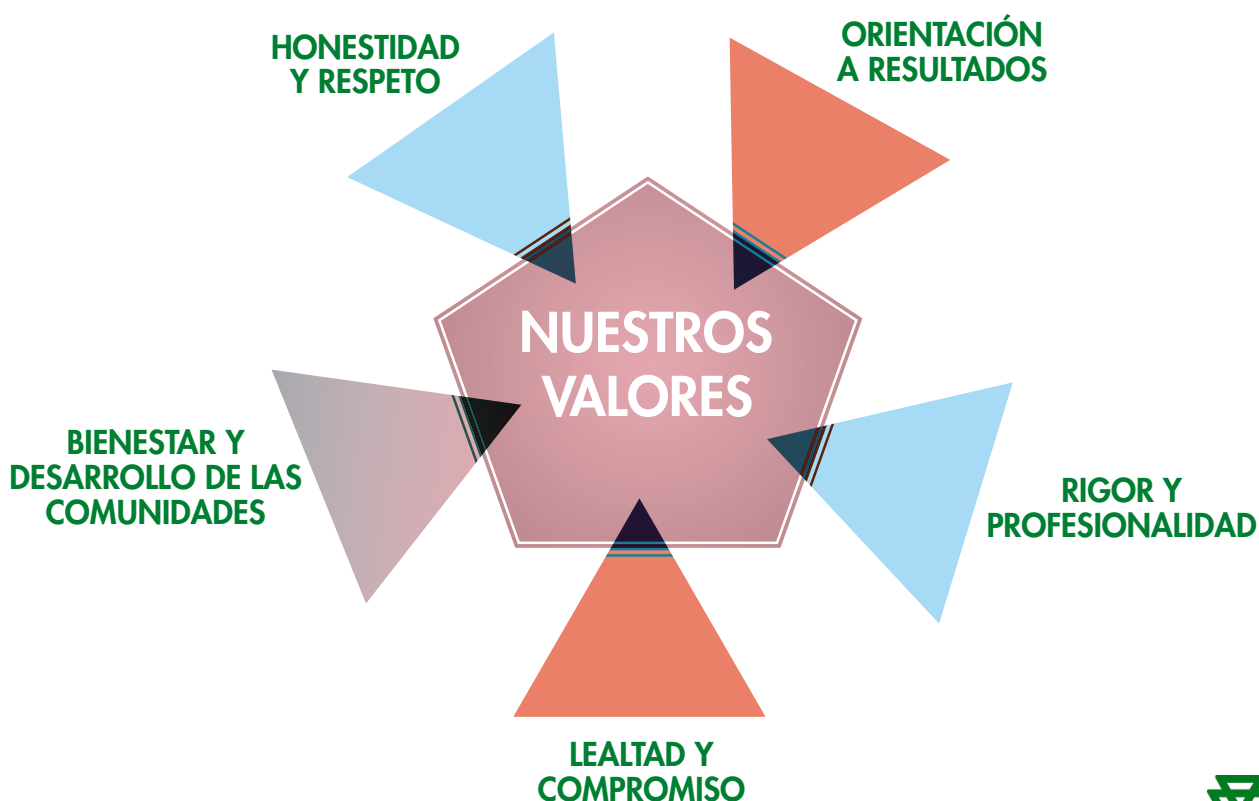 HONESTIDAD
Y RESPETO
ORIENTACIÓN
A RESULTADOS
NUESTROS
VALORES
BIENESTAR Y
DESARROLLO DE LAS
COMUNIDADES
RIGOR Y
PROFESIONALIDAD
LEALTAD Y
COMPROMISO